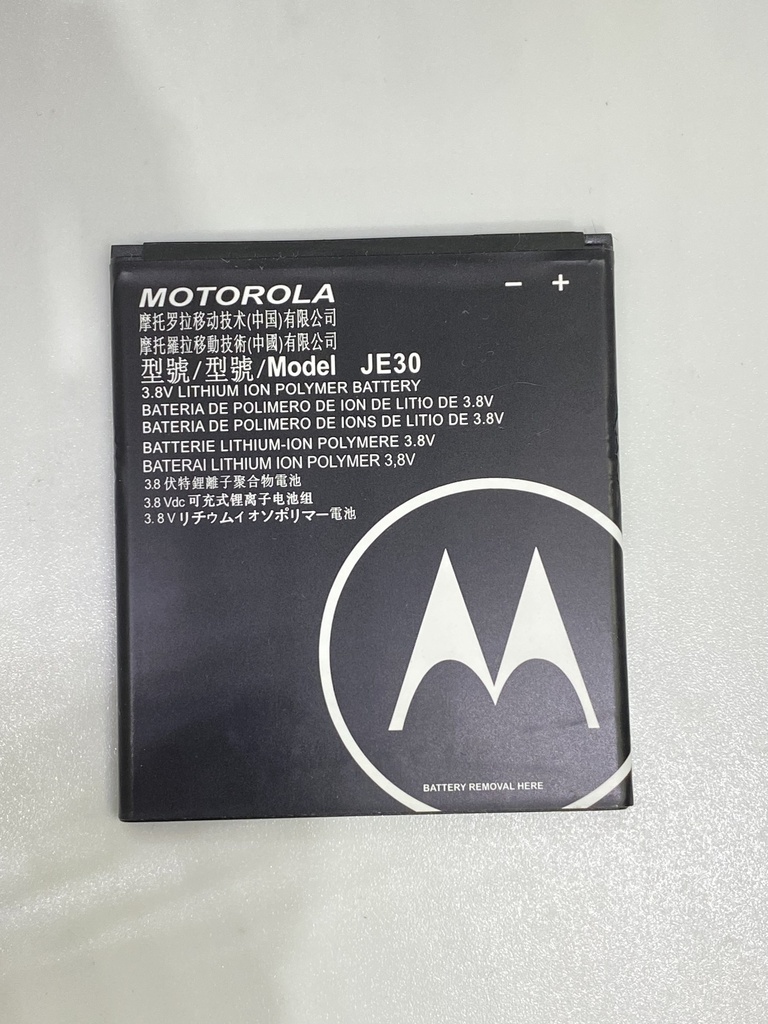 − +
MOTOROLA
摩托罗拉移动技术(中国)有限公司
摩托羅拉移動技術(中國)有限公司
型號/型號/Model JE30
3.8V LITHIUM ION POLYMER BATTERY
BATERIA DE POLIMERO DE ION DE LITIO DE 3.8V
BATERIA DE POLIMERO DE IONS DE LITIO DE 3.8V
BATTERIE LITHIUM-ION POLYMERE 3.8V
BATERAI LITHIUM ION POLYMER 3,8V
3.8 伏特鋰離子聚合物電池
3.8 Vdc 可充式锂离子电池组
3.8Vリチウムイオソポリマー電池
BATTERY REMOVAL HERE